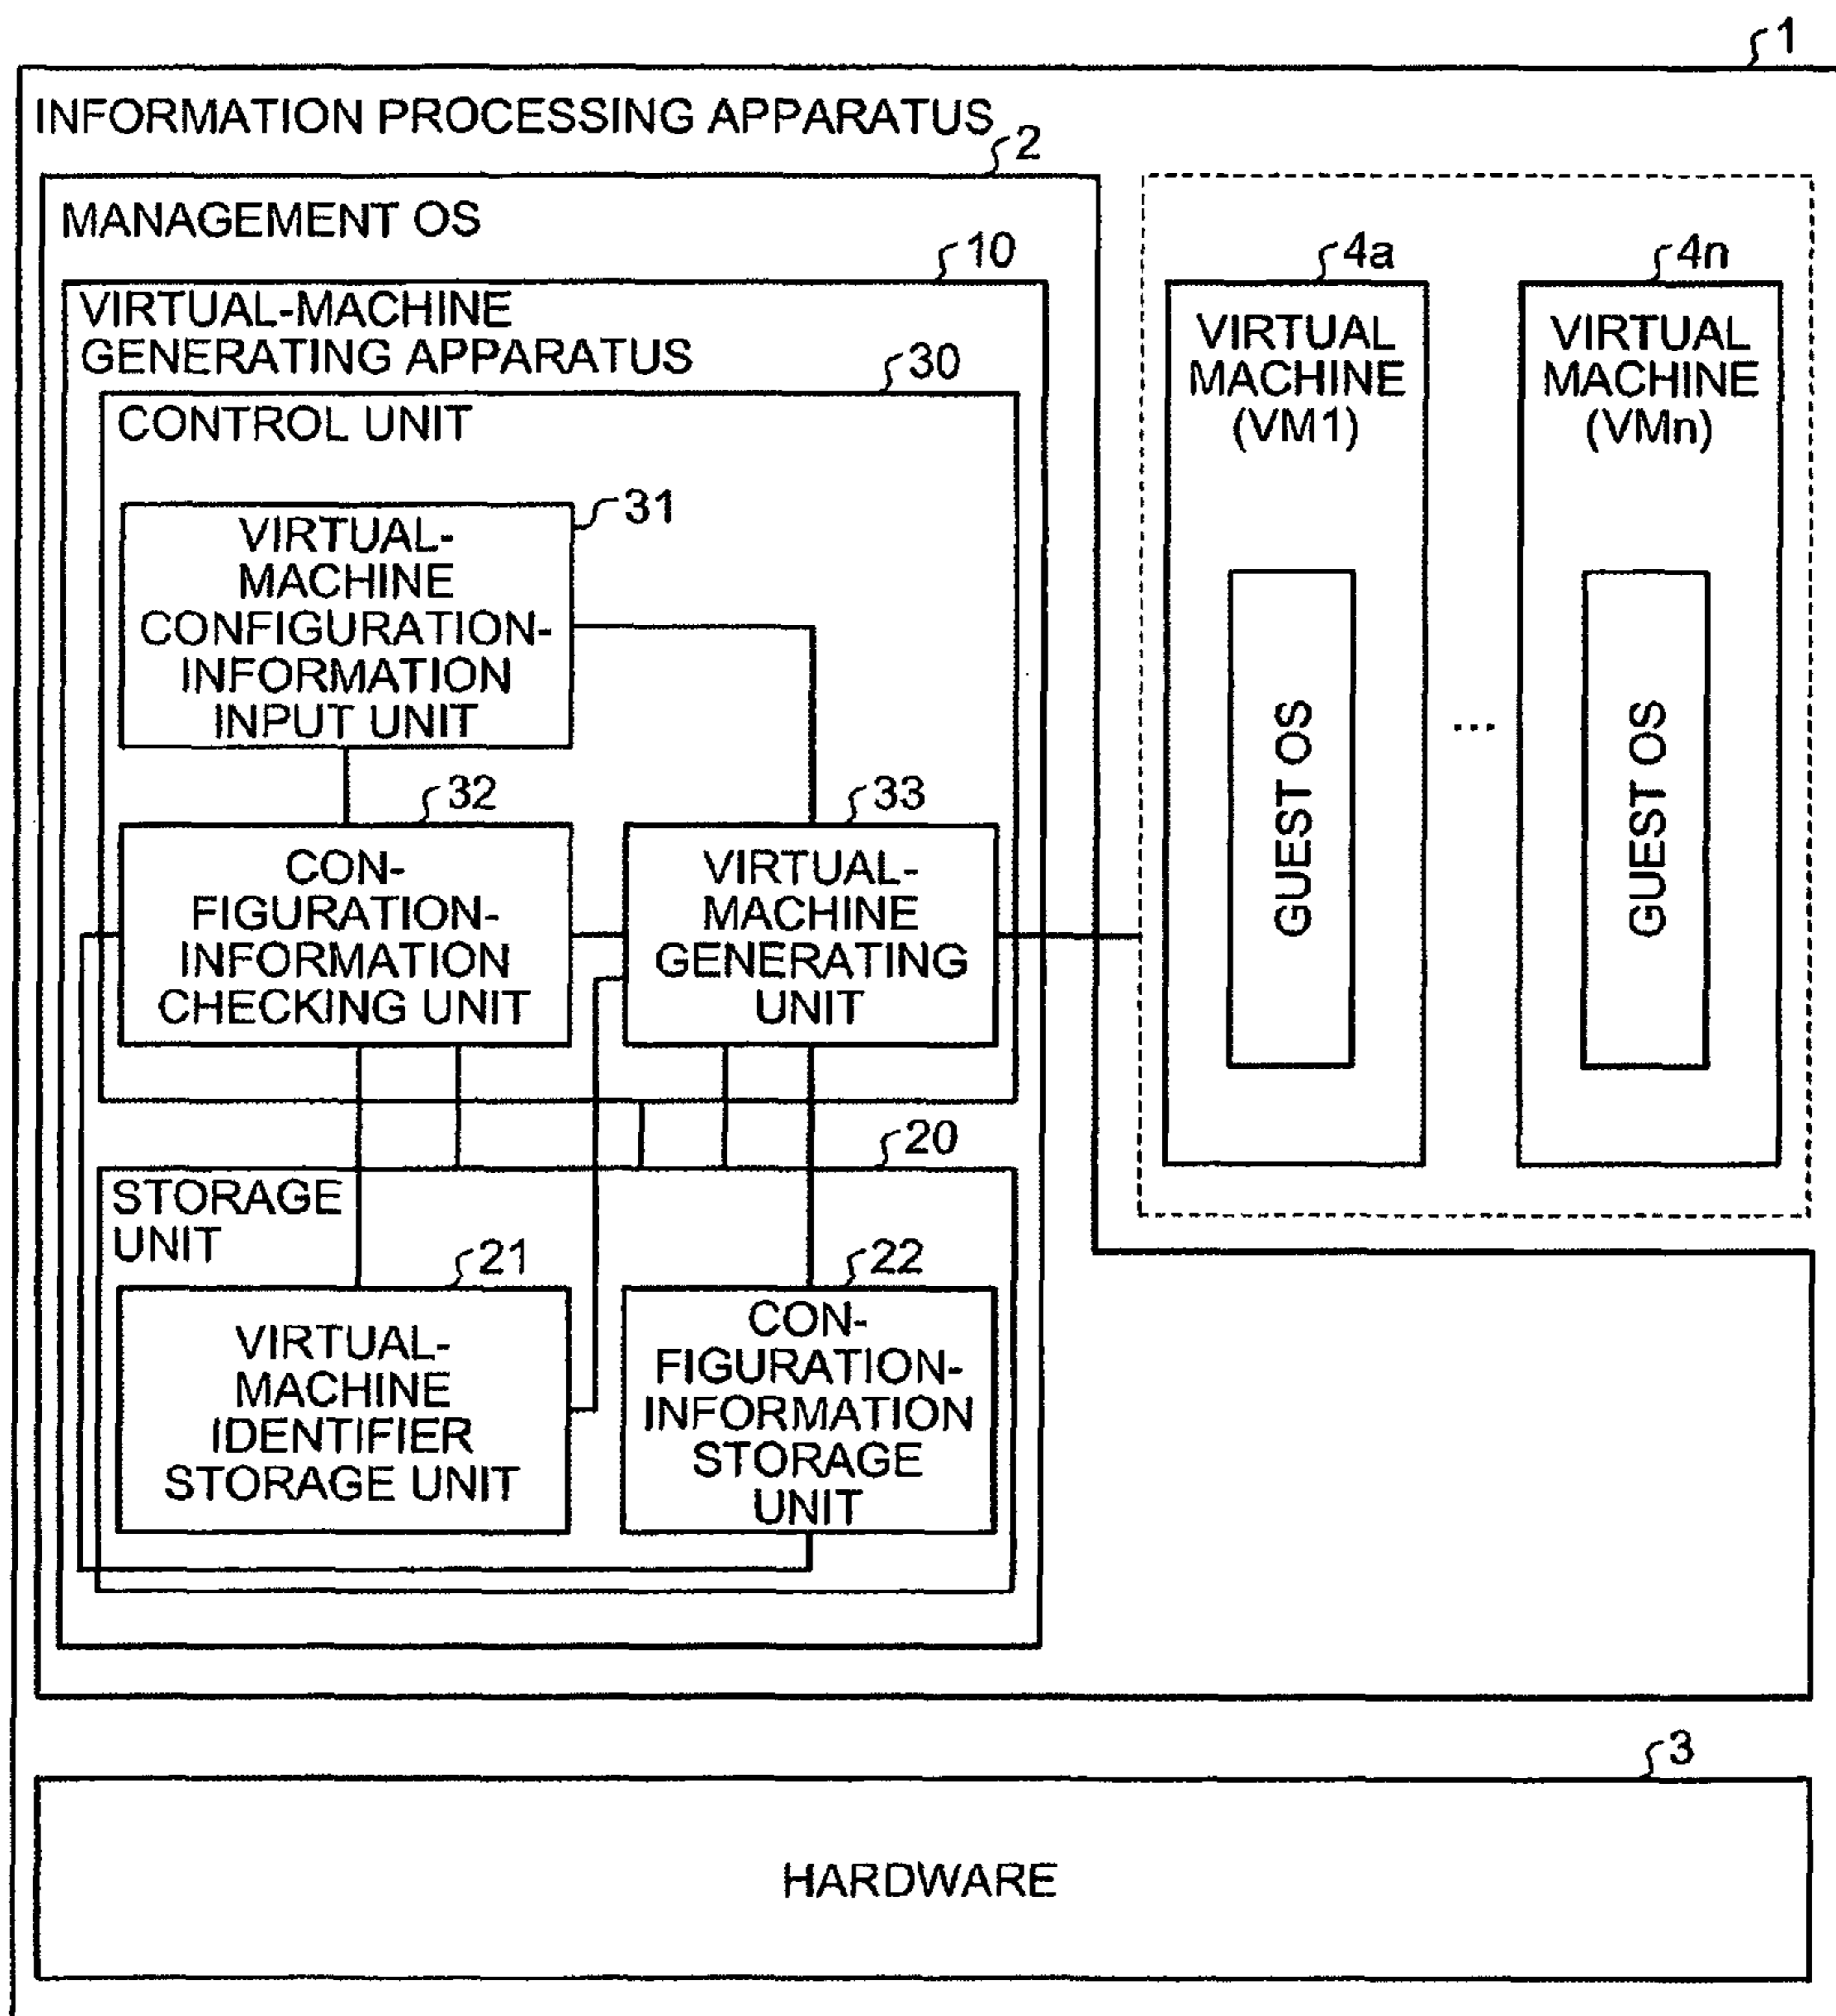 1
INFORMATION PROCESSING APPARATUS
2
MANAGEMENT OS
10
VIRTUAL-MACHINE
GENERATING APPARATUS
30
CONTROL UNIT
31
VIRTUAL-
MACHINE
CONFIGURATION-
INFORMATION
INPUT UNIT
32
CON-
FIGURATION-
INFORMATION
CHECKING UNIT
33
VIRTUAL-
MACHINE
GENERATING
UNIT
20
STORAGE
UNIT
21
VIRTUAL-
MACHINE
IDENTIFIER
STORAGE UNIT
22
CON-
FIGURATION-
INFORMATION
STORAGE
UNIT
4a
VIRTUAL
MACHINE
(VM1)
GUEST OS
...
4n
VIRTUAL
MACHINE
(VMn)
GUEST OS
3
HARDWARE